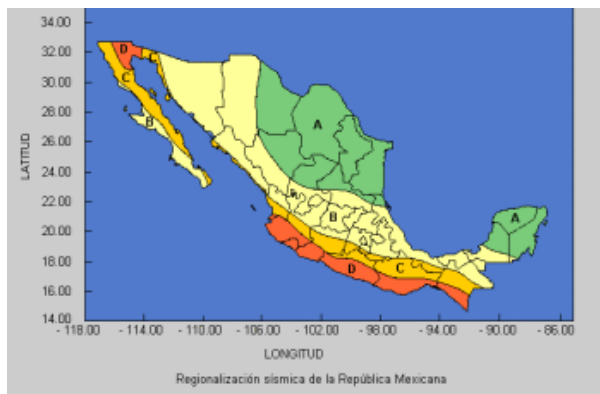 34.00
32.00
30.00
28.00
26.00
24.00
22.00
20.00
18.00
16.00
14.00
LATITUD
D
C
C
B
B
A
B
A
C
D
- 118.00 - 114.00 - 110.00 - 106.00 - 102.00 - 98.00 - 94.00 - 90.00 - 86.00
LONGITUD
Regionalización sísmica de la República Mexicana